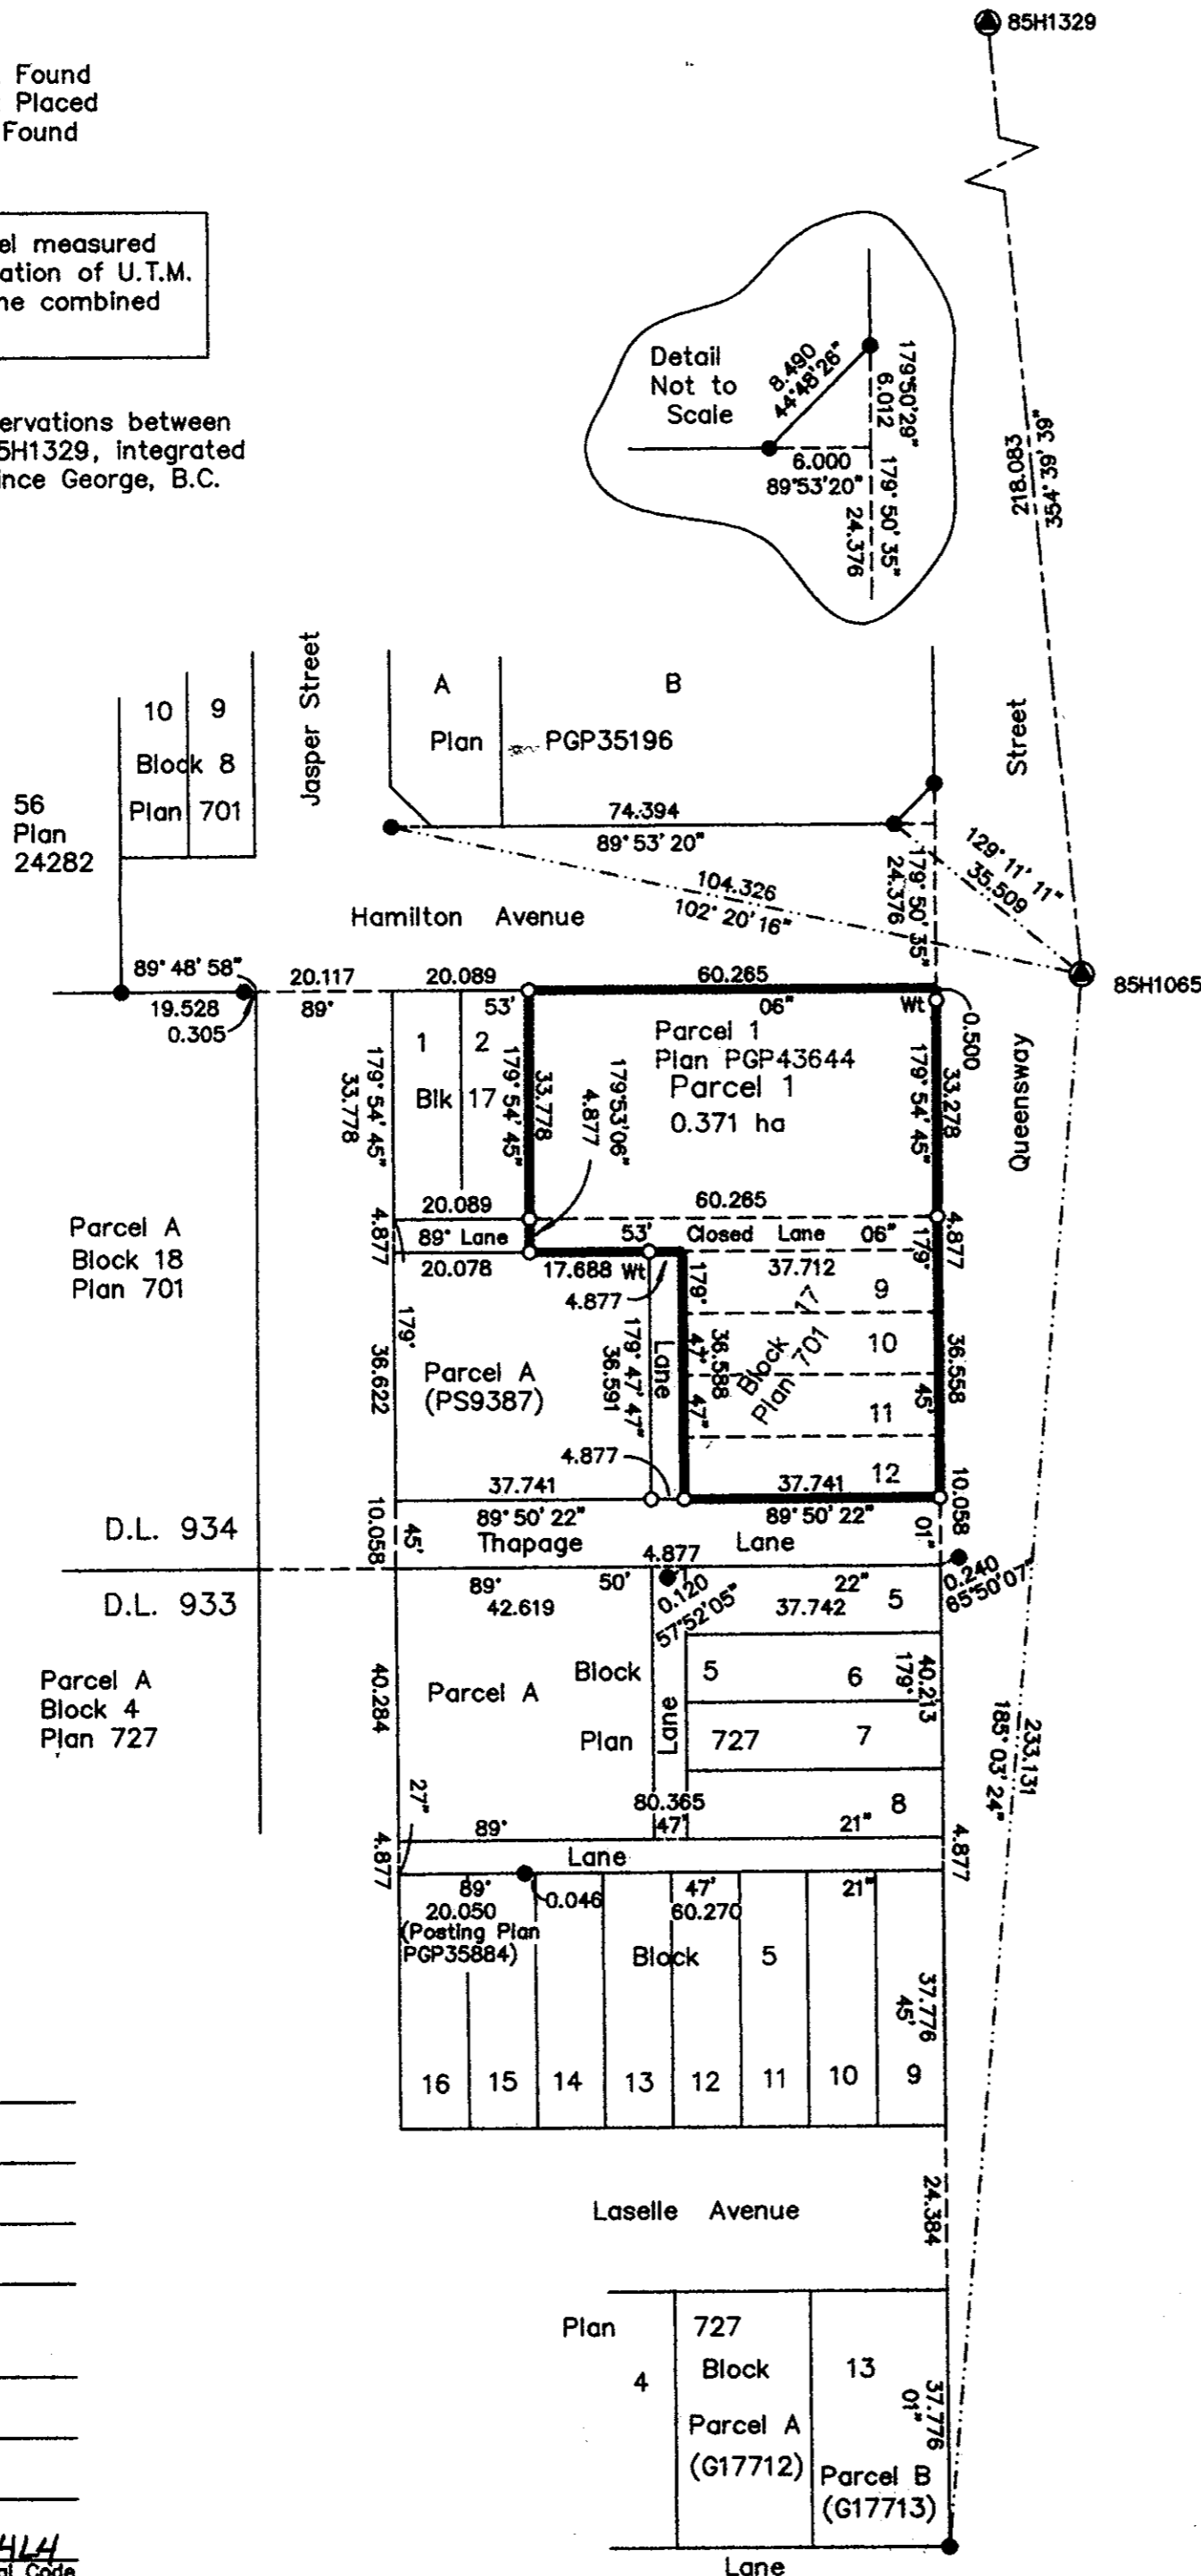 85H1329
Found
Placed
Found
el measured
ation of U.T.M.
ne combined
ervations between
5H1329, integrated
ince George, B.C.
Detail
Not to
Scale
8.490
44°48'26"
179°50'29"
6.012
6.000
89°53'20"
179° 50' 35"
24.376
218.083
354° 39' 39"
Jasper Street
10 9
Block 8
Plan 701
56
Plan
24282
A B
Plan PGP35196
Street
74.394
89° 53' 20"
104.326
102° 20' 16"
179° 50' 35"
24.376
129° 11' 11"
35.509
Hamilton Avenue
85H1065
89° 48' 58"
19.528
0.305
20.117
89°
20.089
53'
60.265
06"
Wt
0.500
1 2
Blk 17
179° 54' 45"
33.778
179° 54' 45"
33.778
4.877
179°53'06"
Parcel 1
Plan PGP43644
Parcel 1
0.371 ha
179° 54' 45"
33.278
Queensway
20.089
60.265
4.877
89° Lane
53'
Closed Lane 06"
4.877
179°
20.078
17.688 Wt
37.712
4.877
Parcel A
Block 18
Plan 701
179°
36.622
Parcel A
(PS9387)
179° 47' 47"
36.591
Lane
179° 47' 47"
36.588
Block 17
Plan 701
9
10
11
12
36.558
45'
4.877
37.741
89° 50' 22"
37.741
89° 50' 22"
10.058
45'
10.058
01"
D.L. 934
Thapage Lane
4.877
D.L. 933
89° 50' 22"
42.619
0.120
57°52'05"
37.742
5
0.240
85°50'07"
Parcel A
Block 4
Plan 727
40.284
Parcel A
Block 5
Plan 727
Lane
6
7
8
40.213
179°
233.131
185° 03' 24"
27"
80.365
89° 47' 21"
4.877
4.877
Lane
89° 47' 21"
20.050
0.046
60.270
(Posting Plan
PGP35884)
Block 5
37.776
45'
16 15 14 13 12 11 10 9
Laselle Avenue
24.384
Plan 727
4
Block 13
Parcel A
(G17712)
Parcel B
(G17713)
37.776
01"
Lane
4L4
al Code